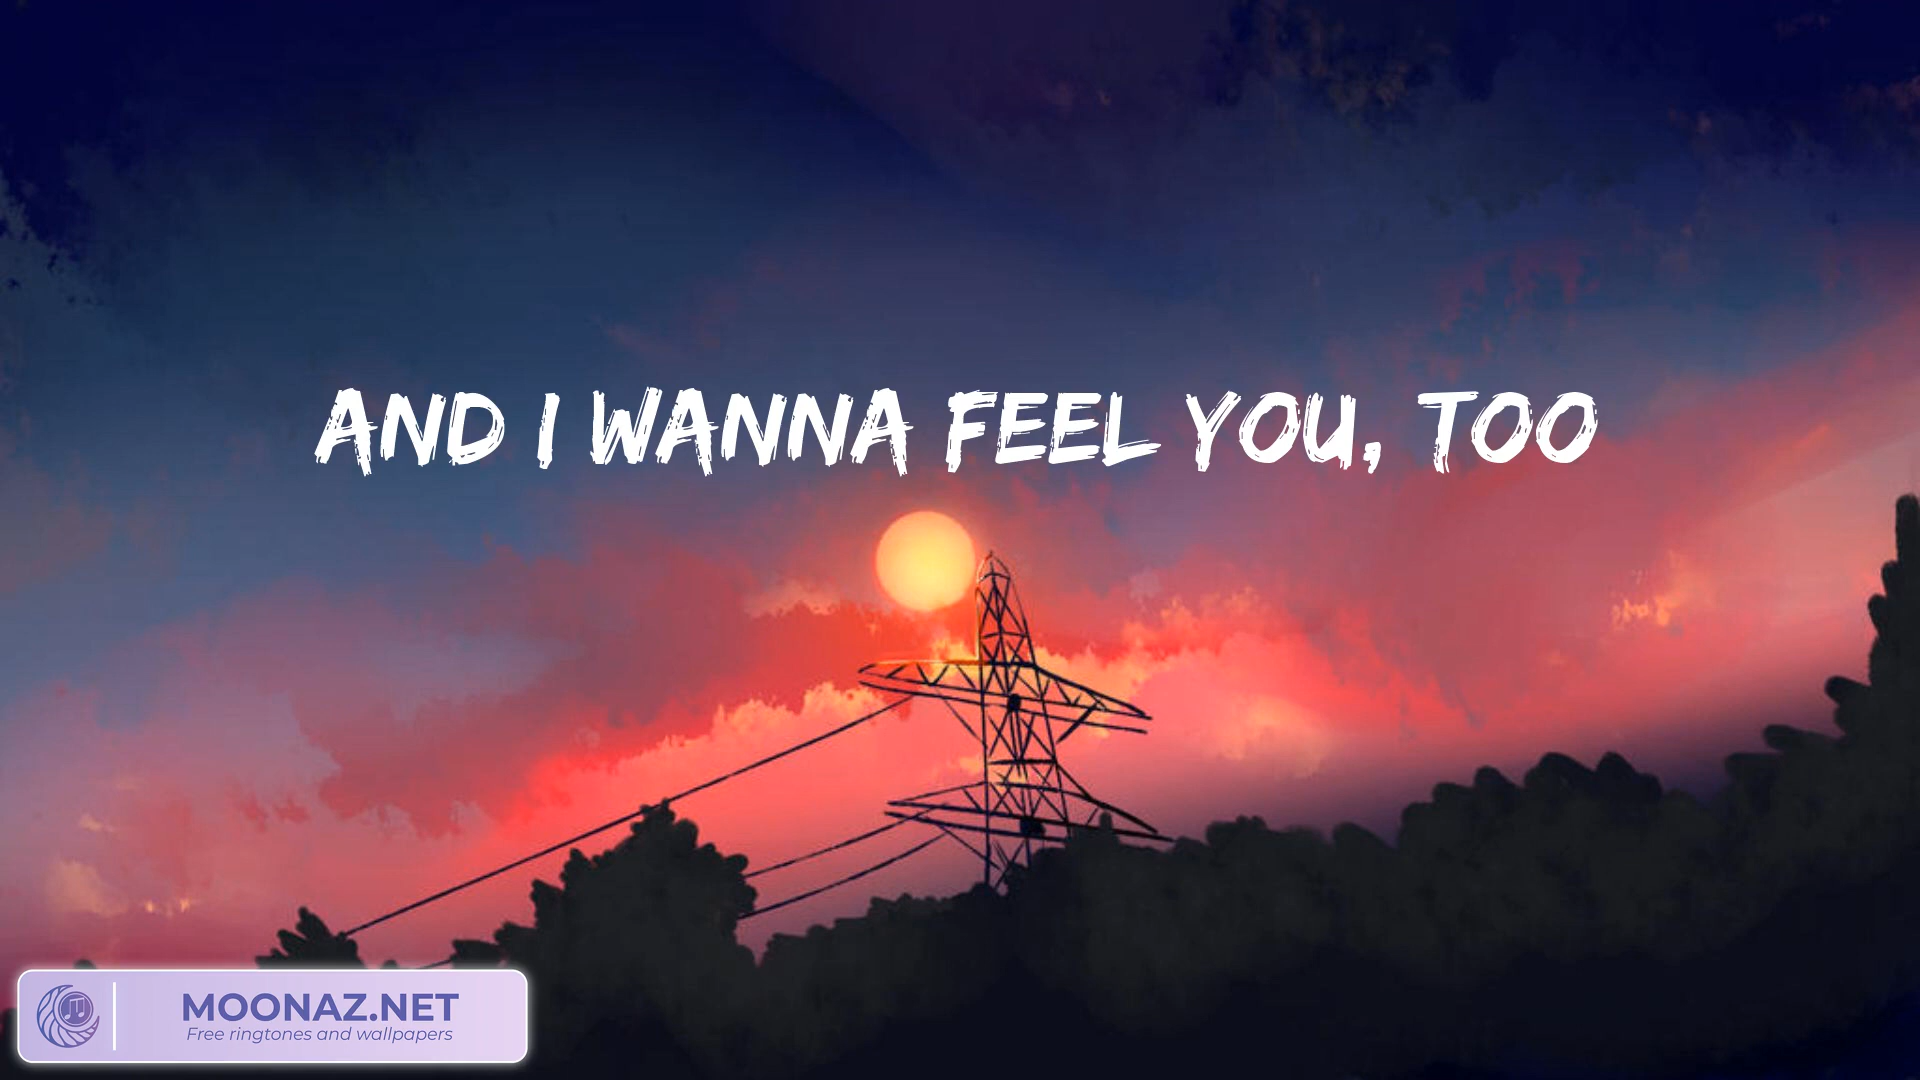 AND I WANNA FEEL YOU, TOO
MOONAZ.NET
Free ringtones and wallpapers